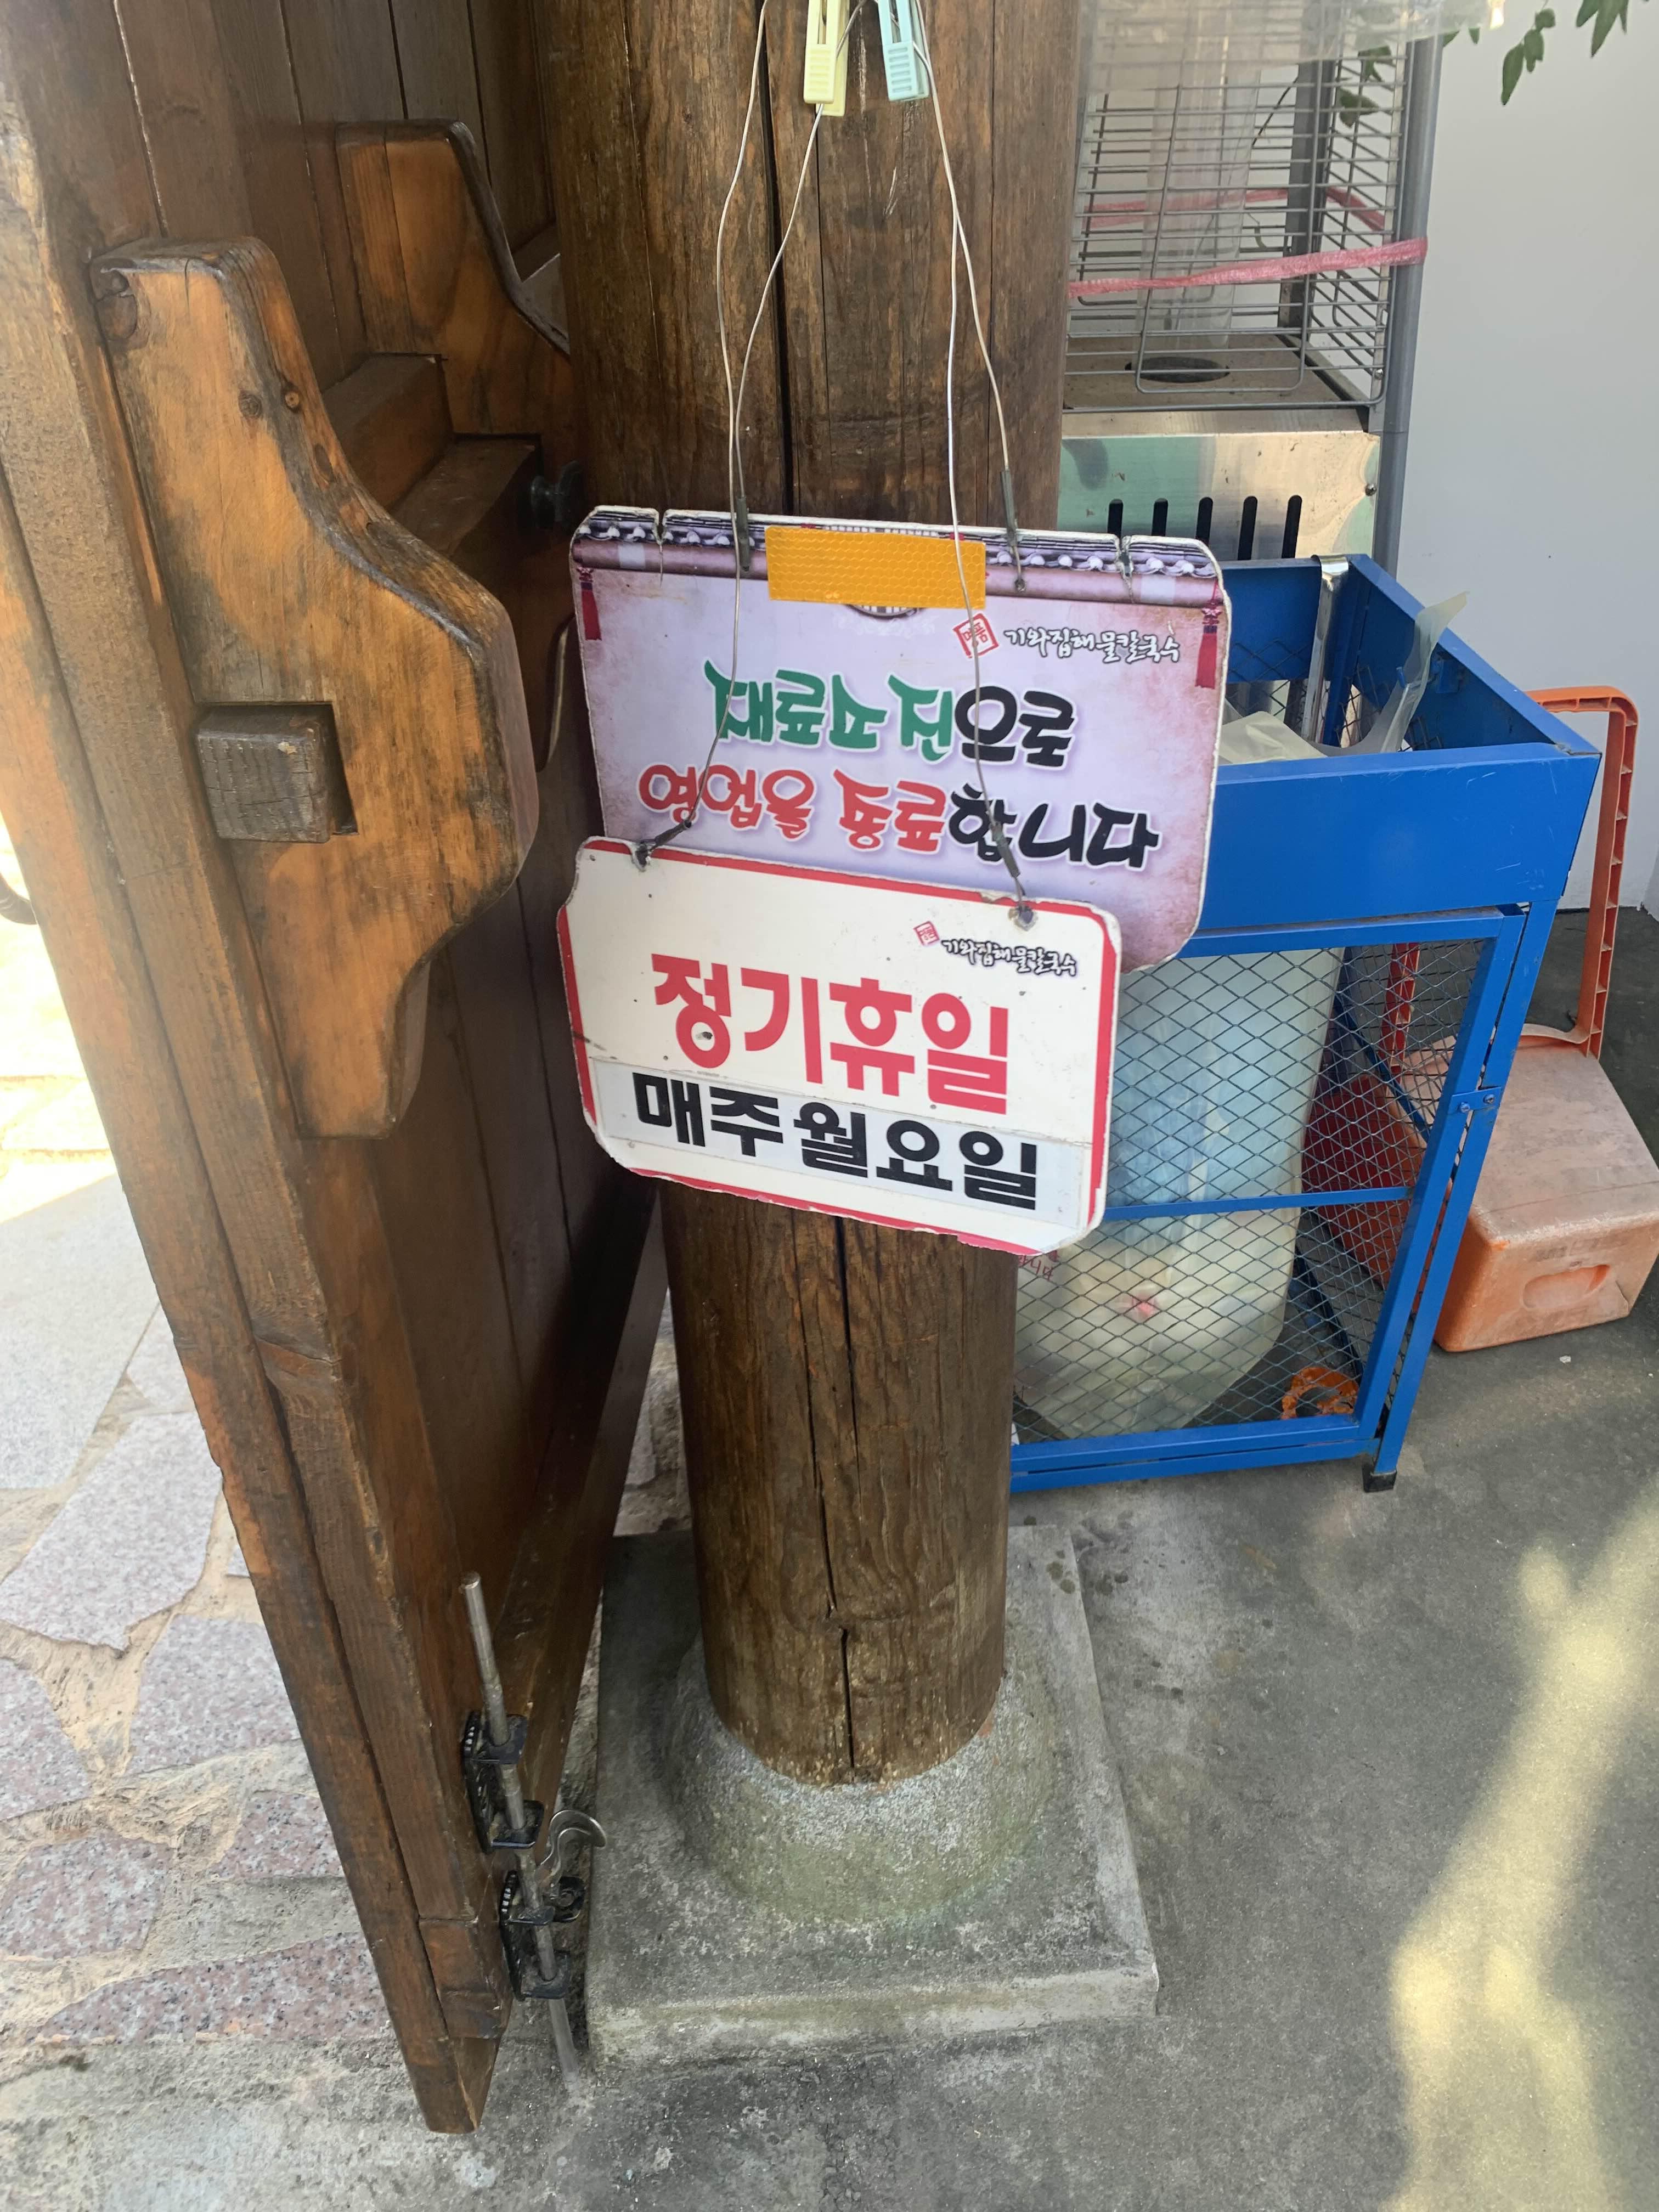 명품 기와집해물칼국수
재료소진으로
영업을 종료합니다
기와집해물칼국수
정기휴일
매주 월요일